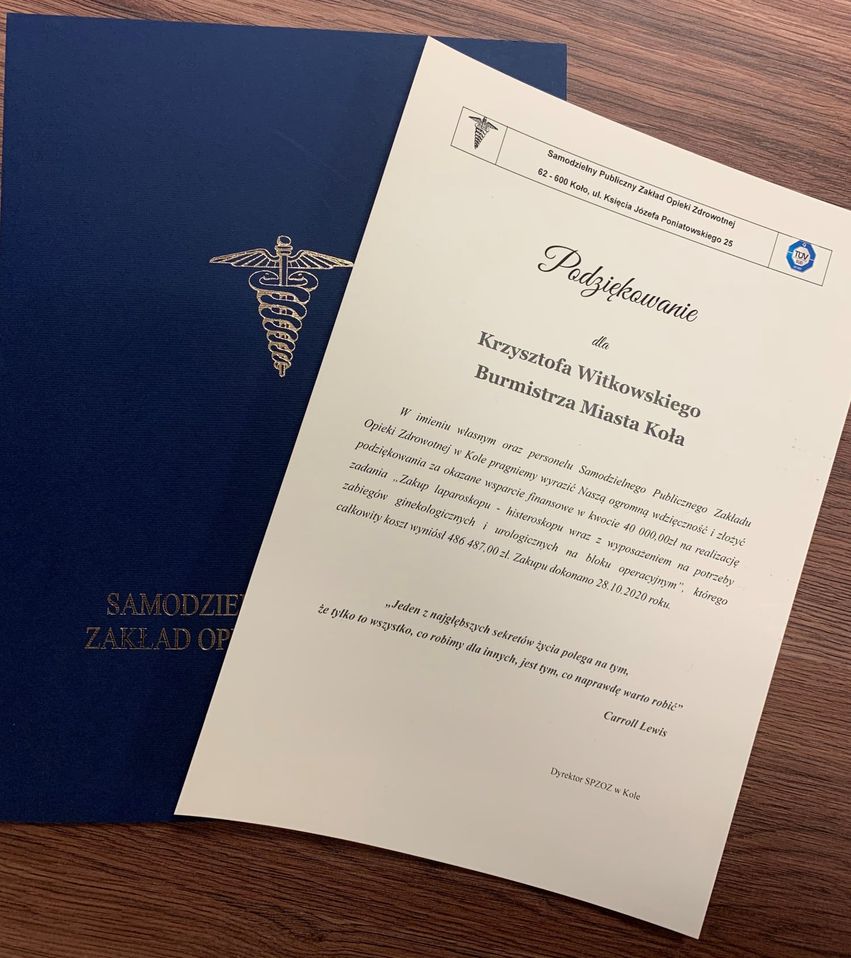 Samodzielny Publiczny Zakład Opieki Zdrowotnej
62 - 600 Koło, ul. Księcia Józefa Poniatowskiego 25
TÜV
Podziękowanie
dla
Krzysztofa Witkowskiego
Burmistrza Miasta Koła
W imieniu własnym oraz personelu Samodzielnego Publicznego Zakładu
Opieki Zdrowotnej w Kole pragniemy wyrazić Naszą ogromną wdzięczność i złożyć
podziękowania za okazane wsparcie finansowe w kwocie 40 000,00zł na realizację
zadania „Zakup laparoskopu - histeroskopu wraz z wyposażeniem na potrzeby
zabiegów ginekologicznych i urologicznych na bloku operacyjnym", którego
całkowity koszt wyniósł 486 487,00 zł. Zakupu dokonano 28.10.2020 roku.
„Jeden z najgłębszych sekretów życia polega na tym,
że tylko to wszystko, co robimy dla innych, jest tym, co naprawdę warto robić"
Carroll Lewis
Dyrektor SPZOZ w Kole
SAMODZIE
ZAKŁAD OP